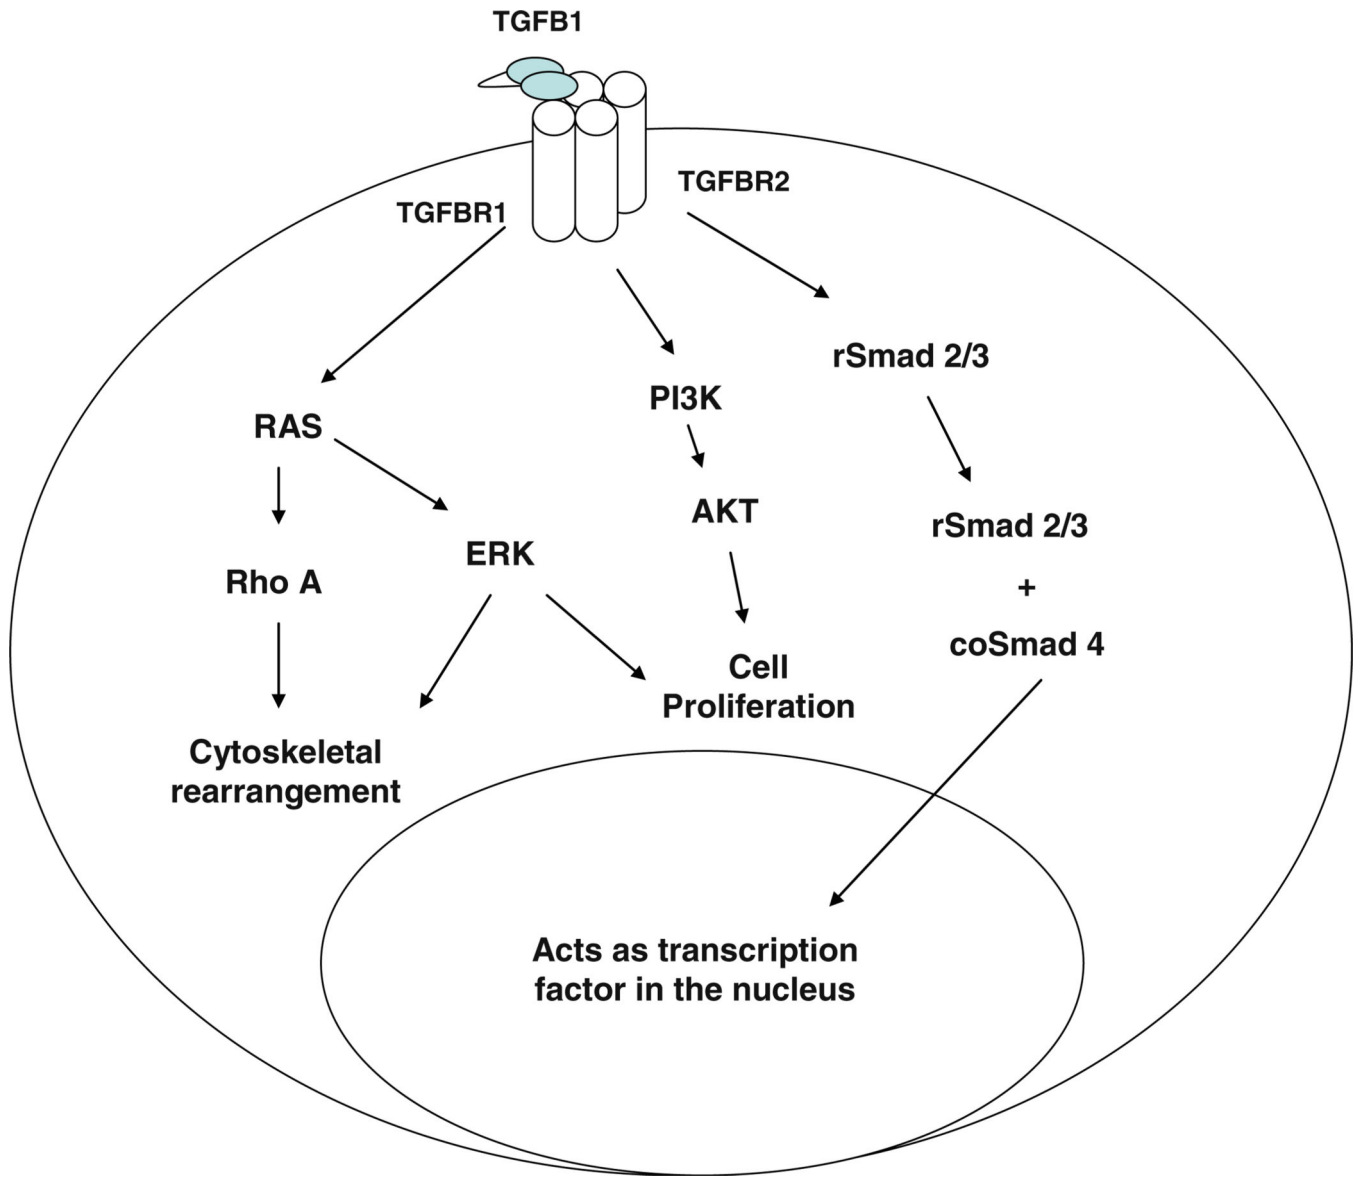 TGFB1
TGFBR2
TGFBR1
rSmad 2/3
PI3K
RAS
AKT
rSmad 2/3
ERK
Rho A
+
coSmad 4
Cell
Proliferation
Cytoskeletal
rearrangement
Acts as transcription
factor in the nucleus